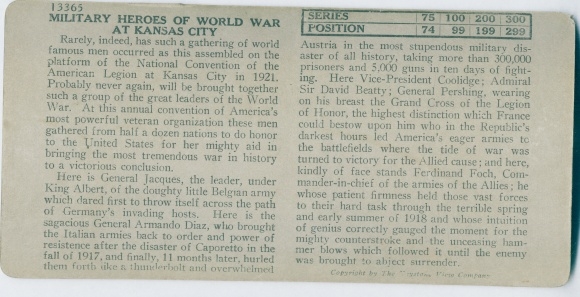 13365
MILITARY HEROES OF WORLD WAR
AT KANSAS CITY
Rarely, indeed, has such a gathering of world
famous men occurred as this assembled on the
platform of the National Convention of the
American Legion at Kansas City in 1921.
Probably never again, will be brought together
such a group of the great leaders of the World
War. At this annual convention of America's
most powerful veteran organization these men
gathered from half a dozen nations to do honor
to the United States for her mighty aid in
bringing the most tremendous war in history
to a victorious conclusion.
Here is General Jacques, the leader, under
King Albert, of the doughty little Belgian army
which dared first to throw itself across the path
of Germany's invading hosts. Here is the
sagacious General Armando Diaz, who brought
the Italian armies back to order and power of
resistence after the disaster of Caporetto in the
fall of 1917, and finally, 11 months later, hurled
them forth like a thunderbolt and overwhelmed
SERIES 75 100 200 300
POSITION 74 99 199 299
Austria in the most stupendous military dis-
aster of all history, taking more than 300,000
prisoners and 5,000 guns in ten days of fight-
ing. Here Vice-President Coolidge; Admiral
Sir David Beatty; General Pershing, wearing
on his breast the Grand Cross of the Legion
of Honor, the highest distinction which France
could bestow upon him who in the Republic's
darkest hours led America's eager armies to
the battlefields where the tide of war was
turned to victory for the Allied cause; and here,
kindly of face stands Ferdinand Foch, Com-
mander-in-chief of the armies of the Allies; he
whose patient firmness held those vast forces
to their hard task through the terrible spring
and early summer of 1918 and whose intuition
of genius correctly gauged the moment for the
mighty counterstroke and the unceasing ham-
mer blows which followed it until the enemy
was brought to abject surrender.
Copyright by The Keystone View Company